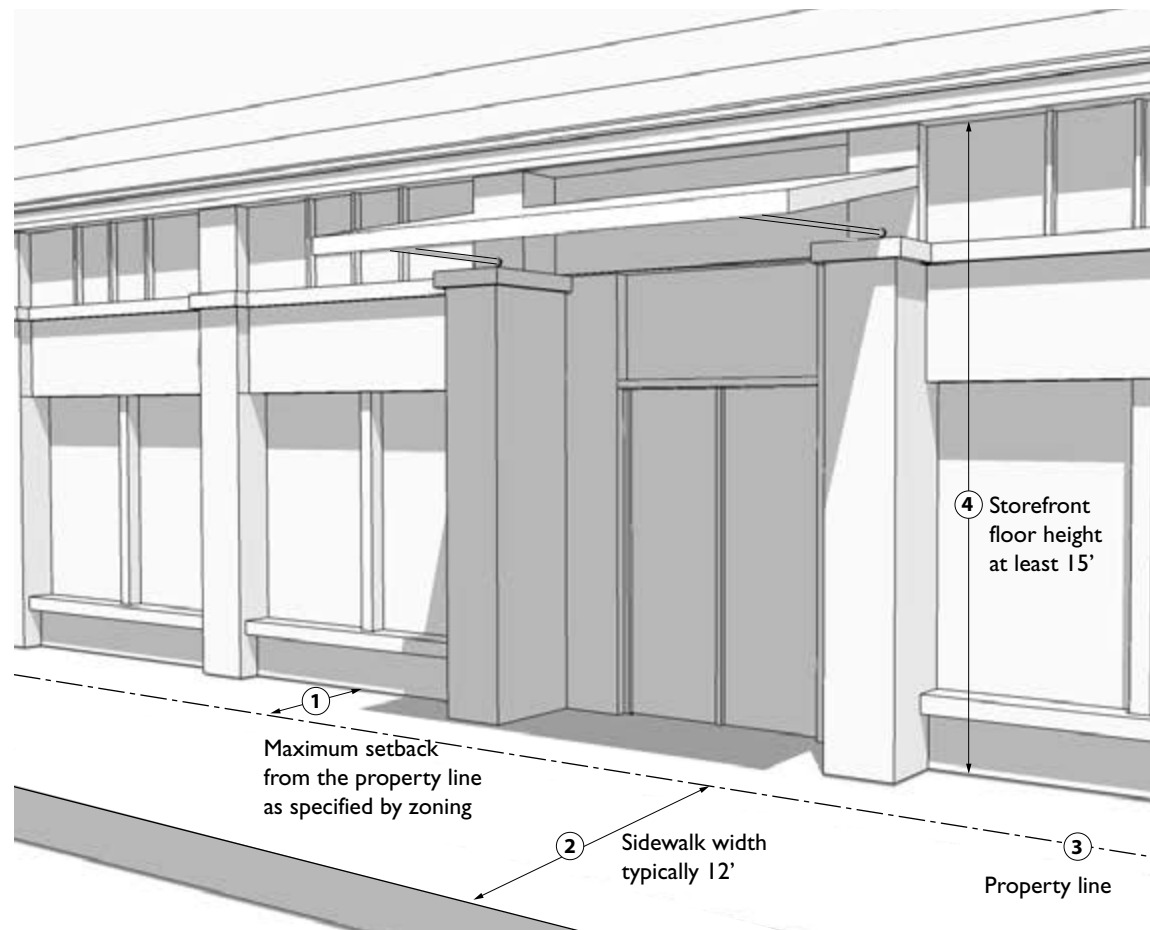 4 Storefront
floor height
at least 15’
1
Maximum setback
from the property line
as specified by zoning
2 Sidewalk width
typically 12’
3
Property line